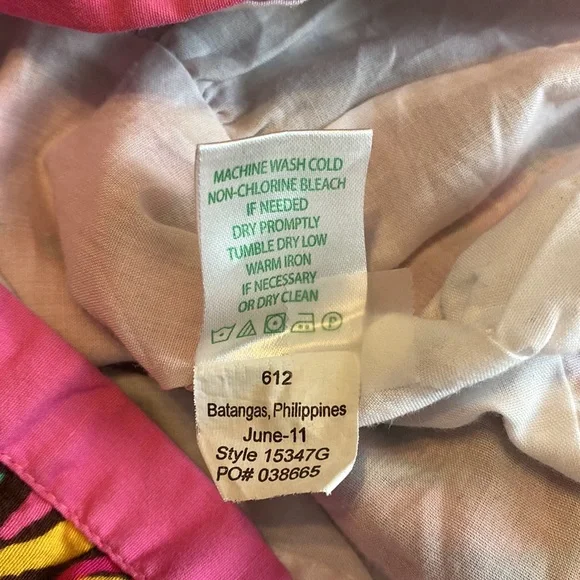 MACHINE WASH COLD
NON-CHLORINE BLEACH
IF NEEDED
DRY PROMPTLY
TUMBLE DRY LOW
WARM IRON
IF NECESSARY
OR DRY CLEAN
612
Batangas, Philippines
June-11
Style 15347G
PO# 038665